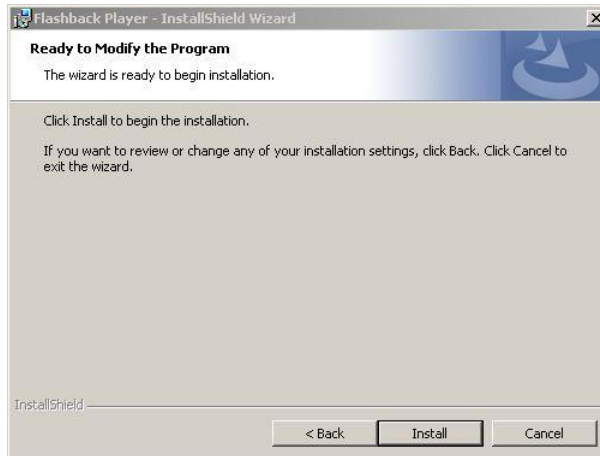 Flashback Player - InstallShield Wizard
Ready to Modify the Program
The wizard is ready to begin installation.
Click Install to begin the installation.
If you want to review or change any of your installation settings, click Back. Click Cancel to
exit the wizard.
InstallShield
< Back Install Cancel